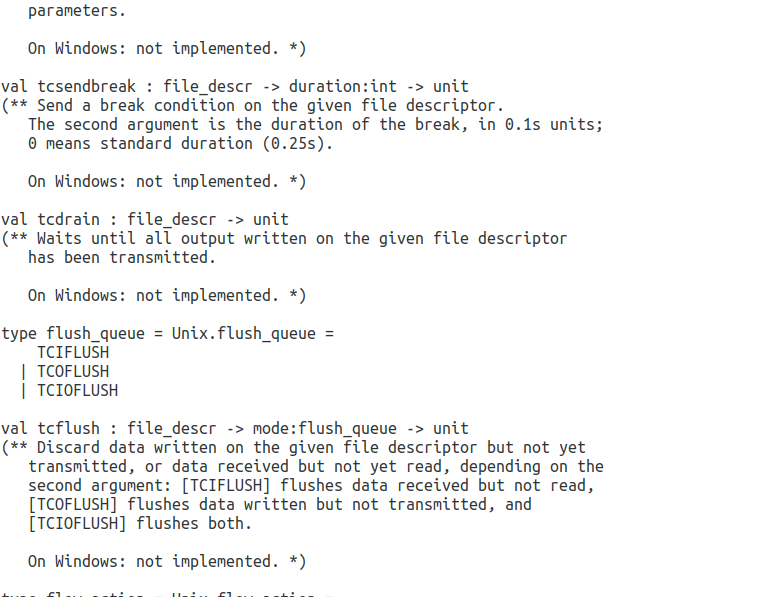 parameters.
On Windows: not implemented. *)
val tcsendbreak : file_descr -> duration:int -> unit
(** Send a break condition on the given file descriptor.
The second argument is the duration of the break, in 0.1s units;
0 means standard duration (0.25s).
On Windows: not implemented. *)
val tcdrain : file_descr -> unit
(** Waits until all output written on the given file descriptor
has been transmitted.
On Windows: not implemented. *)
type flush_queue = Unix.flush_queue =
TCIFLUSH
| TCOFLUSH
| TCIOFLUSH
val tcflush : file_descr -> mode:flush_queue -> unit
(** Discard data written on the given file descriptor but not yet
transmitted, or data received but not yet read, depending on the
second argument: [TCIFLUSH] flushes data received but not read,
[TCOFLUSH] flushes data written but not transmitted, and
[TCIOFLUSH] flushes both.
On Windows: not implemented. *)
type flow_action = Unix.flow_action =